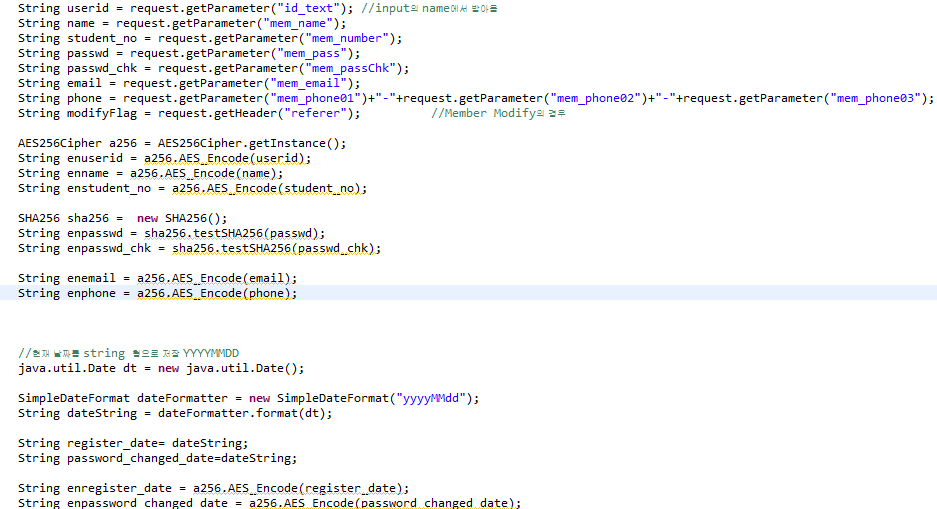 String userid = request.getParameter("id_text"); //input의 name에서 받아옴
String name = request.getParameter("mem_name");
String student_no = request.getParameter("mem_number");
String passwd = request.getParameter("mem_pass");
String passwd_chk = request.getParameter("mem_passChk");
String email = request.getParameter("mem_email");
String phone = request.getParameter("mem_phone01")+"-"+request.getParameter("mem_phone02")+"-"+request.getParameter("mem_phone03");
String modifyFlag = request.getHeader("referer"); //Member Modify의 경우
AES256Cipher a256 = AES256Cipher.getInstance();
String enuserid = a256.AES_Encode(userid);
String enname = a256.AES_Encode(name);
String enstudent_no = a256.AES_Encode(student_no);
SHA256 sha256 = new SHA256();
String enpasswd = sha256.testSHA256(passwd);
String enpasswd_chk = sha256.testSHA256(passwd_chk);
String enemail = a256.AES_Encode(email);
String enphone = a256.AES_Encode(phone);
//현재 날짜를 string 형으로 저장 YYYYMMDD
java.util.Date dt = new java.util.Date();
SimpleDateFormat dateFormatter = new SimpleDateFormat("yyyyMMdd");
String dateString = dateFormatter.format(dt);
String register_date= dateString;
String password_changed_date=dateString;
String enregister_date = a256.AES_Encode(register_date);
String enpassword_changed_date = a256.AES_Encode(password_changed_date);